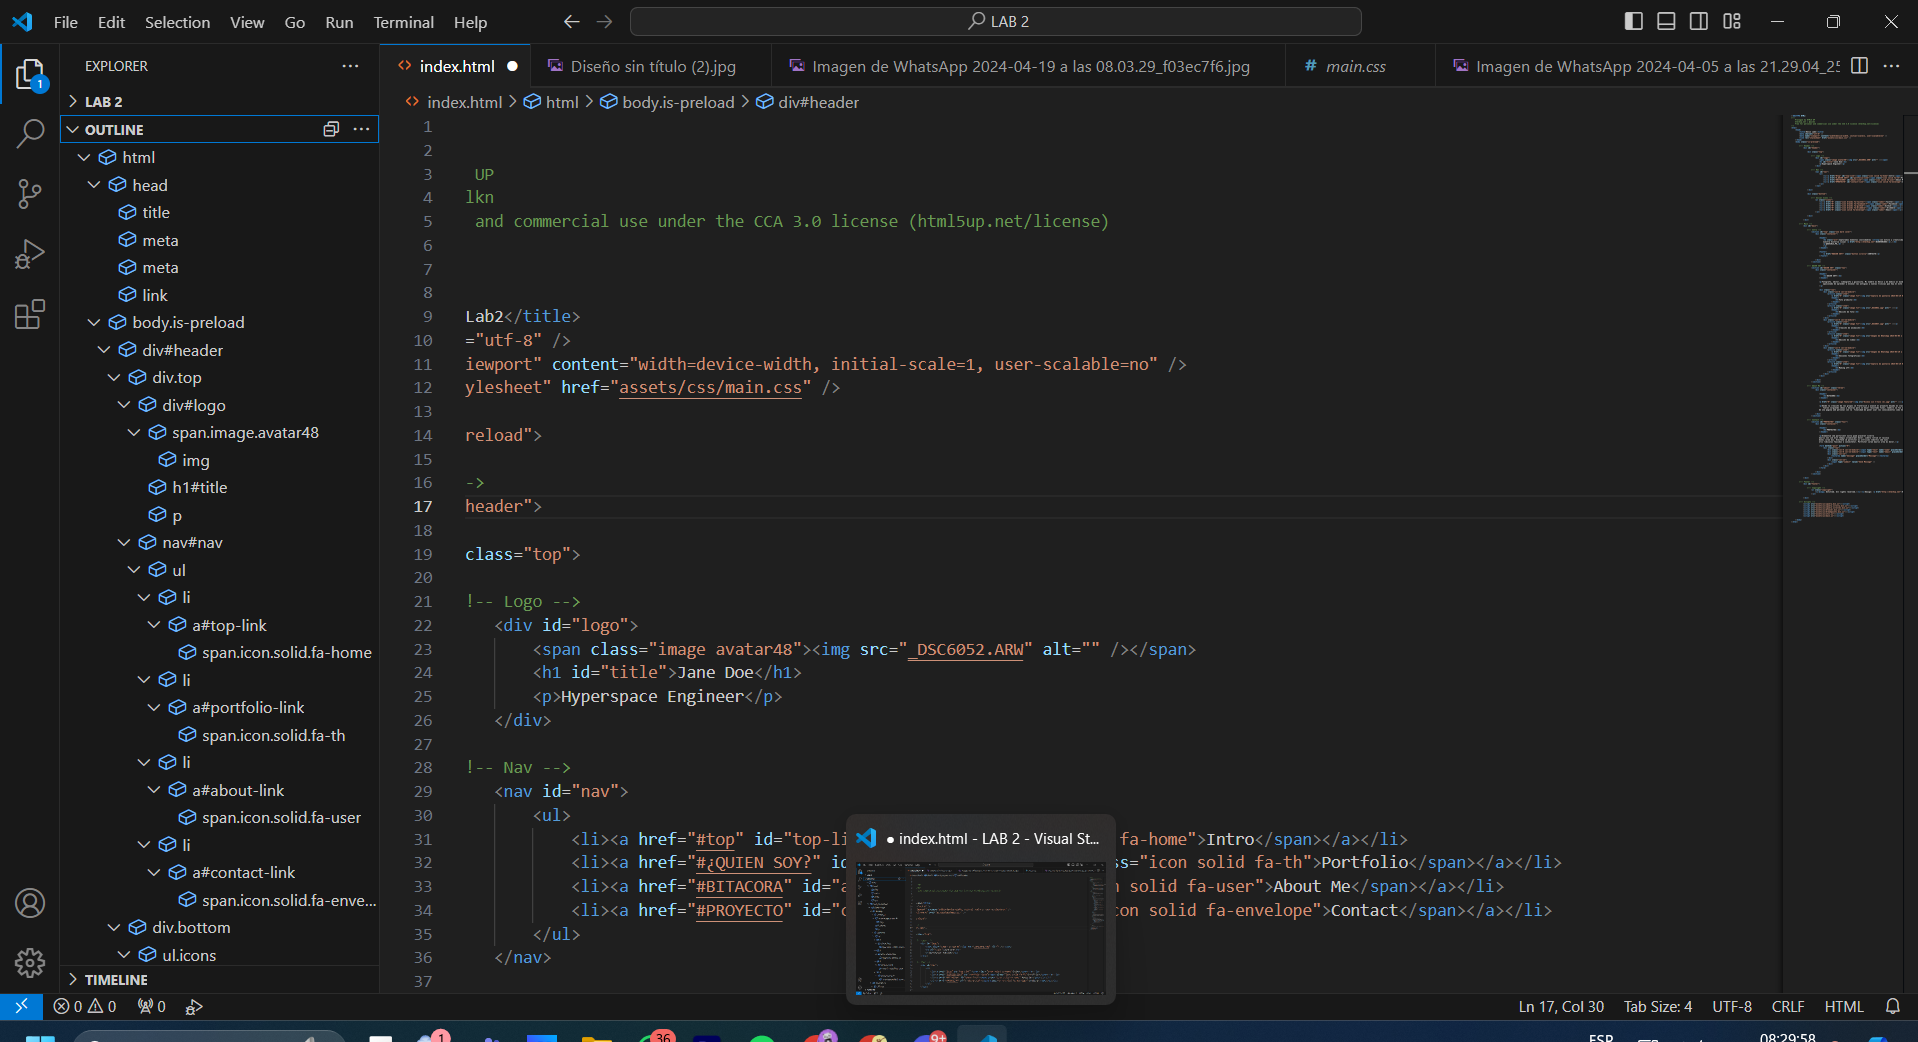 File Edit Selection View Go Run Terminal Help
LAB 2
EXPLORER
index.html
Diseño sin título (2).jpg
Imagen de WhatsApp 2024-04-19 a las 08.03.29_f03ec7f6.jpg
# main.css
Imagen de WhatsApp 2024-04-05 a las 21.29.04_25
1
LAB 2
index.html > html > body.is-preload > div#header
OUTLINE
html
head
title
meta
meta
link
body.is-preload
div#header
div.top
div#logo
span.image.avatar48
img
h1#title
p
nav#nav
ul
li
a#top-link
span.icon.solid.fa-home
li
a#portfolio-link
span.icon.solid.fa-th
li
a#about-link
span.icon.solid.fa-user
li
a#contact-link
span.icon.solid.fa-enve...
div.bottom
ul.icons
TIMELINE
1
2
3 UP
4 lkn
5 and commercial use under the CCA 3.0 license (html5up.net/license)
6
7
8
9 Lab2</title>
10 ="utf-8" />
11 iewport" content="width=device-width, initial-scale=1, user-scalable=no" />
12 ylesheet" href="assets/css/main.css" />
13
14 reload">
15
16 ->
17 header">
18
19 class="top">
20
21 !-- Logo -->
22 <div id="logo">
23 <span class="image avatar48"><img src="_DSC6052.ARW" alt="" /></span>
24 <h1 id="title">Jane Doe</h1>
25 <p>Hyperspace Engineer</p>
26 </div>
27
28 !-- Nav -->
29 <nav id="nav">
30 <ul>
31 <li><a href="#top" id="top-li fa-home">Intro</span></a></li>
32 <li><a href="#¿QUIEN SOY?" id ss="icon solid fa-th">Portfolio</span></a></li>
33 <li><a href="#BITACORA" id="a n solid fa-user">About Me</span></a></li>
34 <li><a href="#PROYECTO" id="c con solid fa-envelope">Contact</span></a></li>
35 </ul>
36 </nav>
37
● index.html - LAB 2 - Visual St...
0 0 0
Ln 17, Col 30 Tab Size: 4 UTF-8 CRLF HTML
1
36
9+
ESP
08:29:58